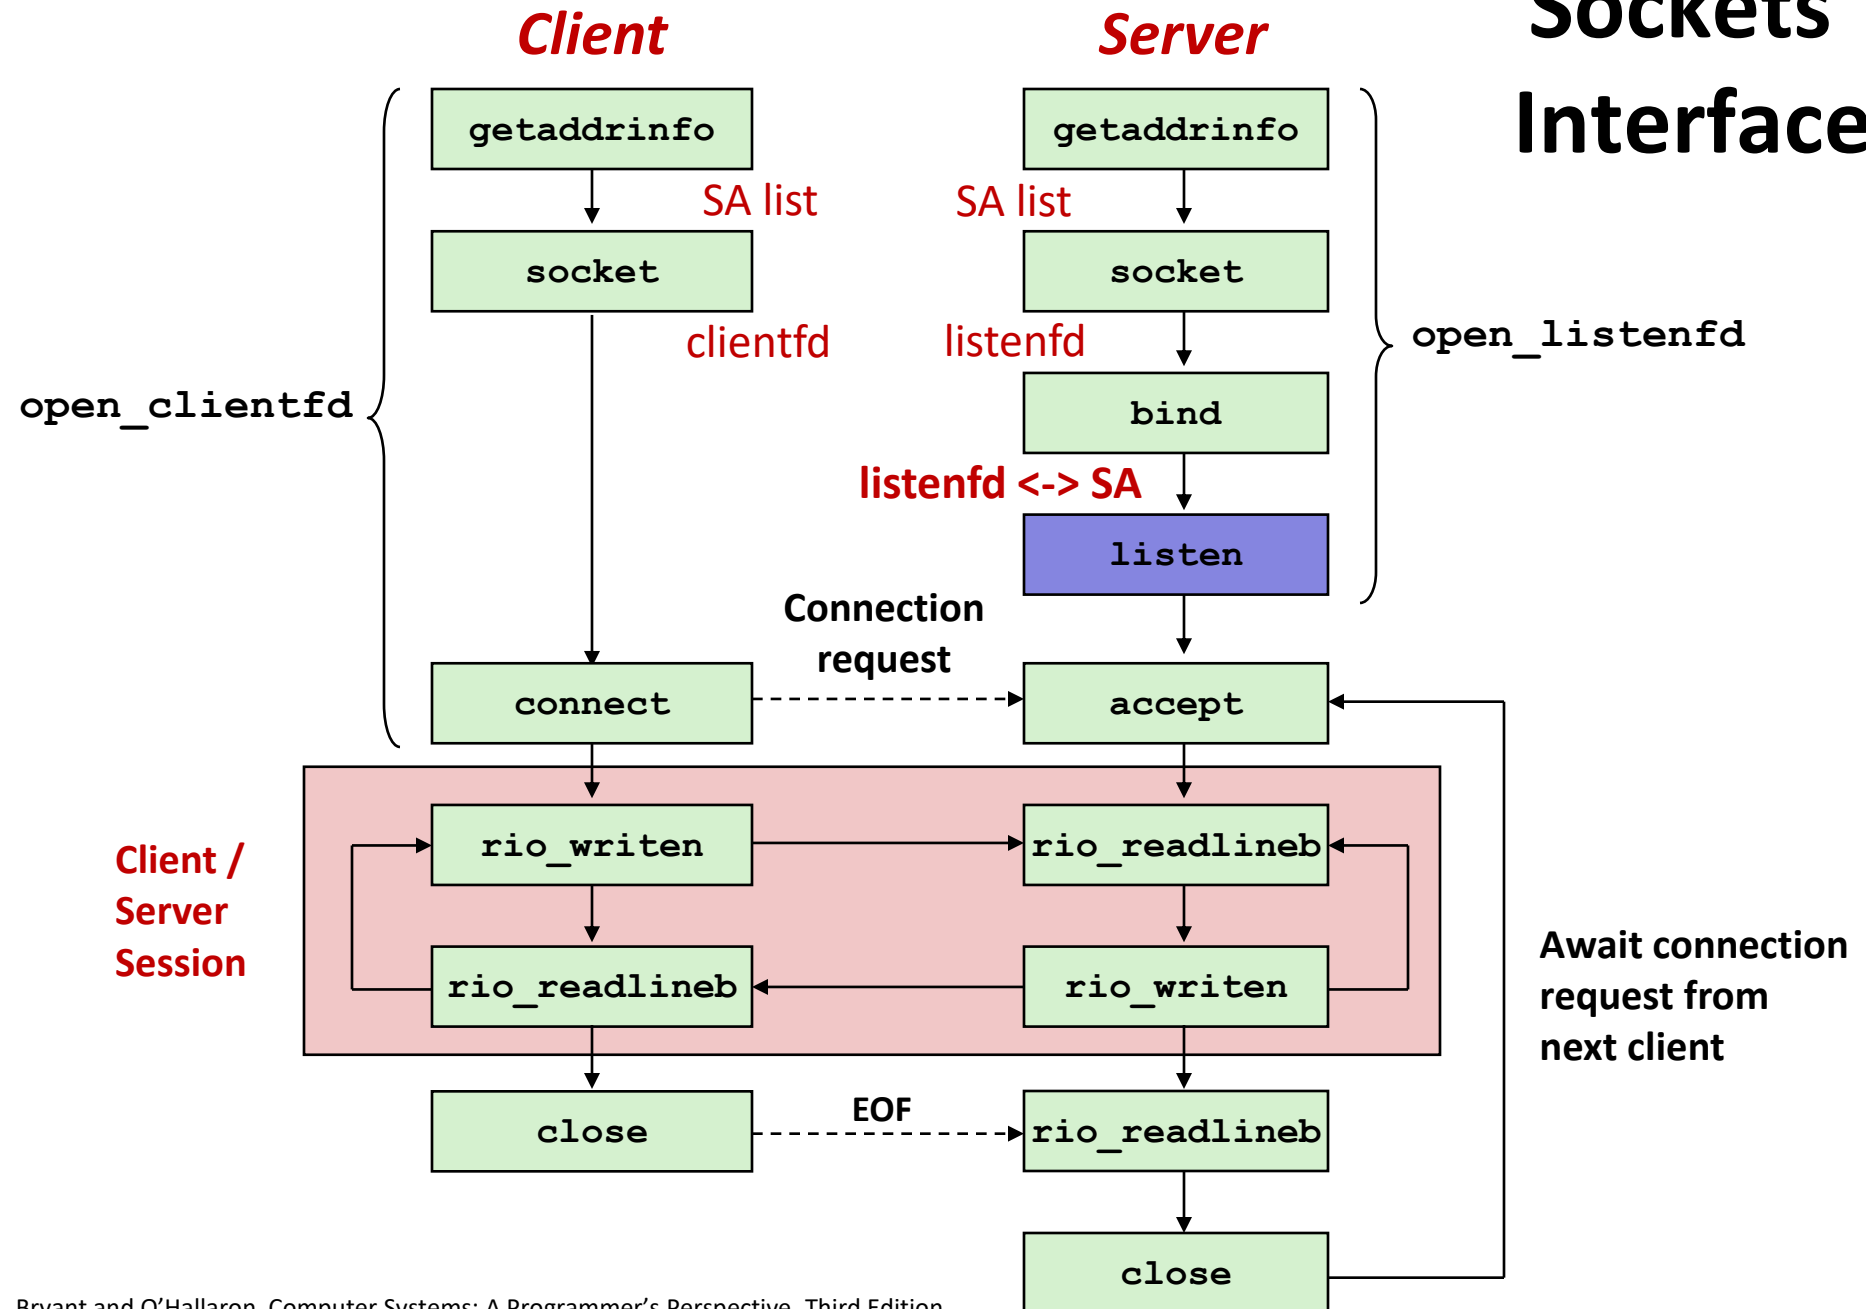 Client
Server
Sockets
Interface
getaddrinfo
getaddrinfo
SA list
SA list
socket
socket
clientfd
listenfd
open_listenfd
open_clientfd
bind
listenfd <-> SA
listen
Connection
request
connect
accept
Client /
Server
Session
rio_writen
rio_readlineb
rio_readlineb
rio_writen
Await connection
request from
next client
close
EOF
rio_readlineb
close
Bryant and O'Hallaron, Computer Systems: A Programmer's Perspective, Third Edition